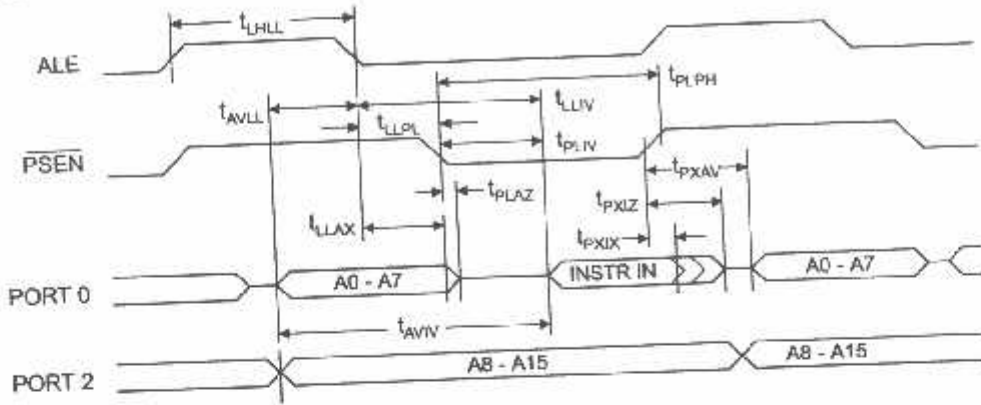 tLHLL
ALE
tPLPH
tAVLL
tLLIV
tLLPL
tPLIV
PSEN
tPXAV
tPLAZ
tPXIZ
tLLAX
tPXIX
PORT 0
A0 - A7
INSTR IN
A0 - A7
tAVIV
PORT 2
A8 - A15
A8 - A15